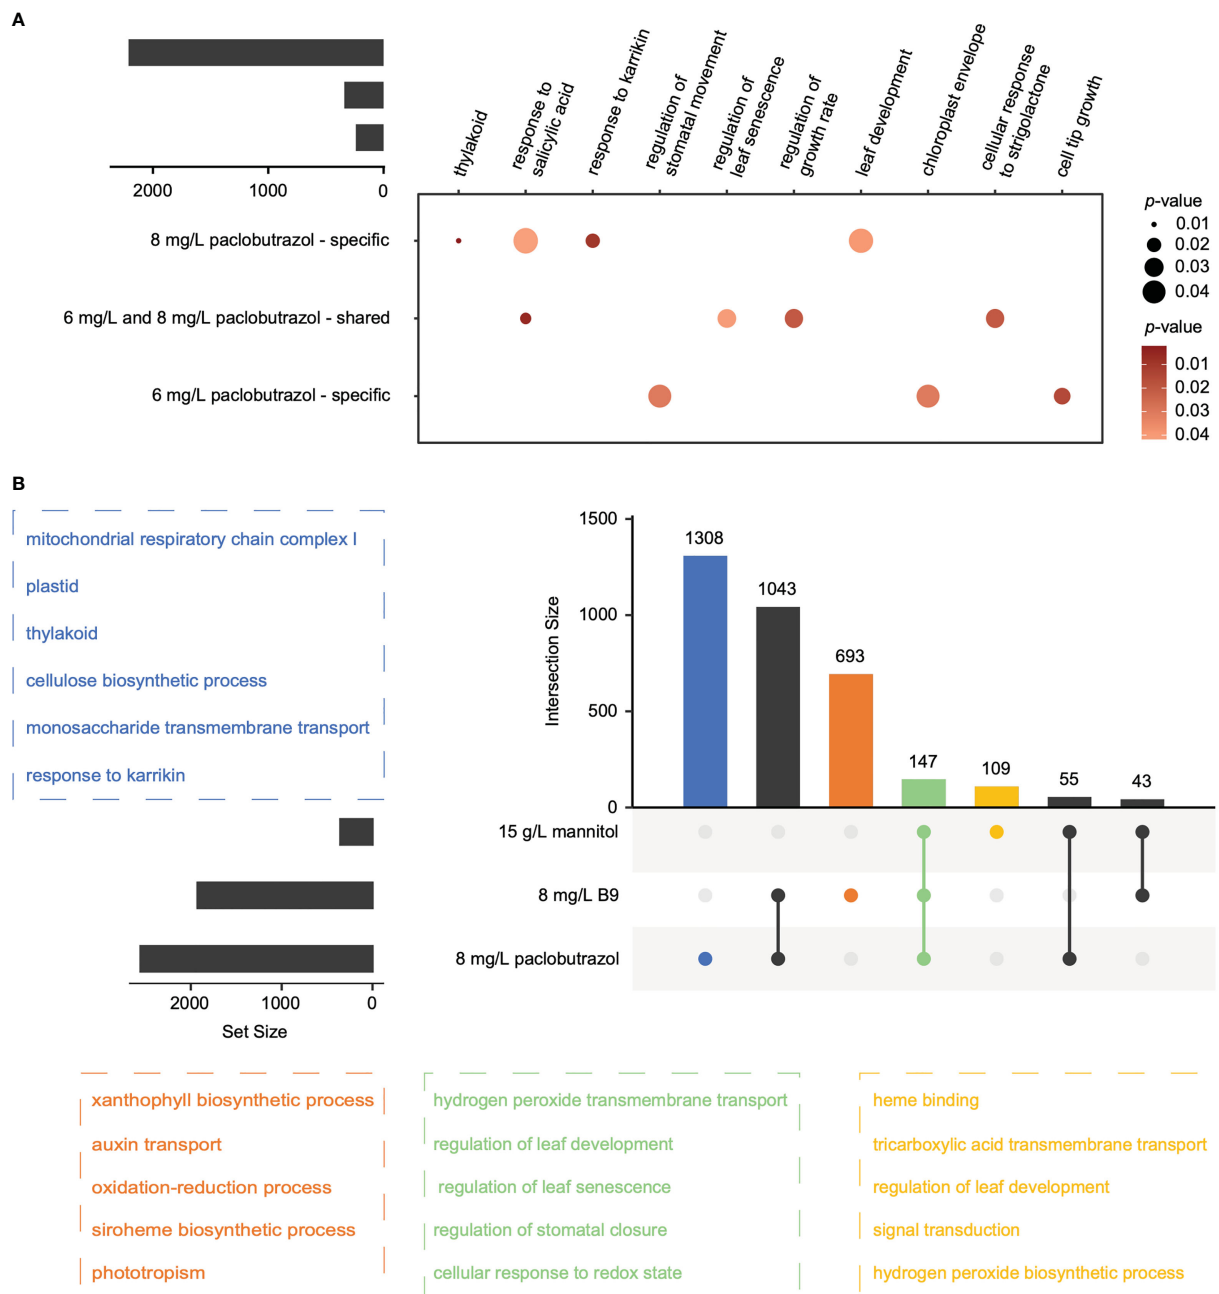 A
2000
1000
0
thylakoid
response to
salicylic acid
response to karrikin
regulation of
stomatal movement
regulation of
leaf senescence
regulation of
growth rate
leaf development
chloroplast envelope
cellular response
to strigolactone
cell tip growth
8 mg/L paclobutrazol - specific
6 mg/L and 8 mg/L paclobutrazol - shared
6 mg/L paclobutrazol - specific
p-value
0.01
0.02
0.03
0.04
p-value
0.01
0.02
0.03
0.04
B
mitochondrial respiratory chain complex I
plastid
thylakoid
cellulose biosynthetic process
monosaccharide transmembrane transport
response to karrikin
2000
1000
0
Set Size
Intersection Size
1500
1000
500
0
1308
1043
693
147
109
55
43
15 g/L mannitol
8 mg/L B9
8 mg/L paclobutrazol
xanthophyll biosynthetic process
auxin transport
oxidation-reduction process
siroheme biosynthetic process
phototropism
hydrogen peroxide transmembrane transport
regulation of leaf development
regulation of leaf senescence
regulation of stomatal closure
cellular response to redox state
heme binding
tricarboxylic acid transmembrane transport
regulation of leaf development
signal transduction
hydrogen peroxide biosynthetic process